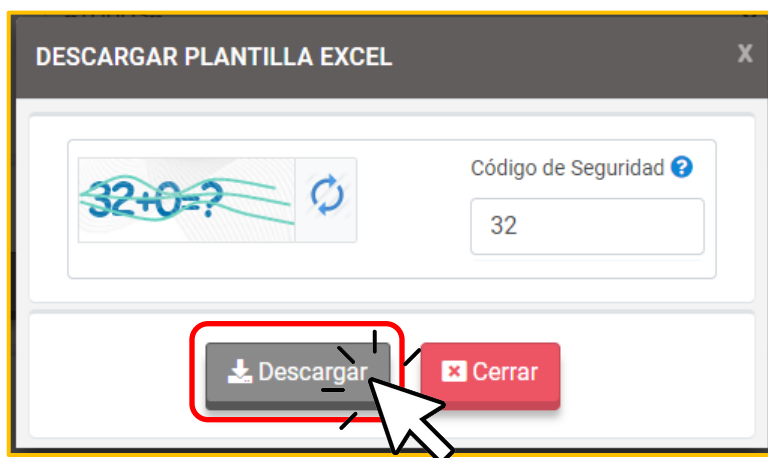 DESCARGAR PLANTILLA EXCEL X
32+0=?
Código de Seguridad ?
32
Descargar
Cerrar